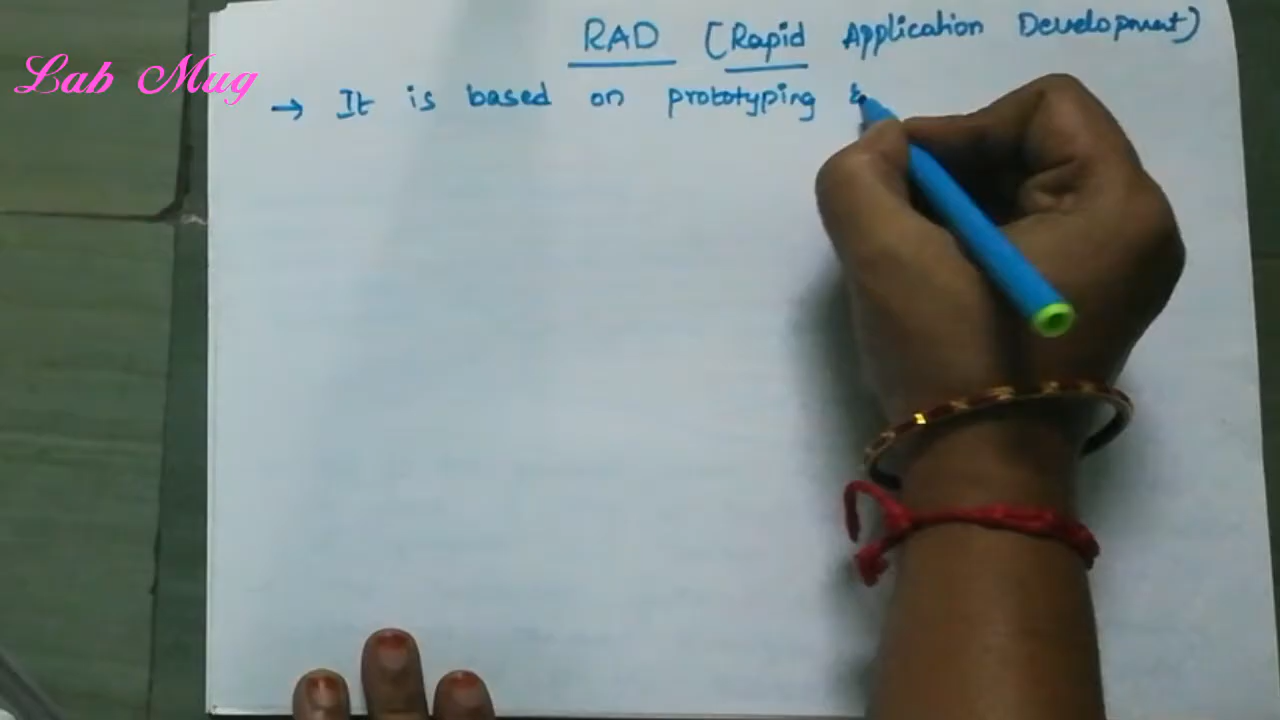 RAD (Rapid Application Development)
Lab Mug
→ It is based on prototyping &